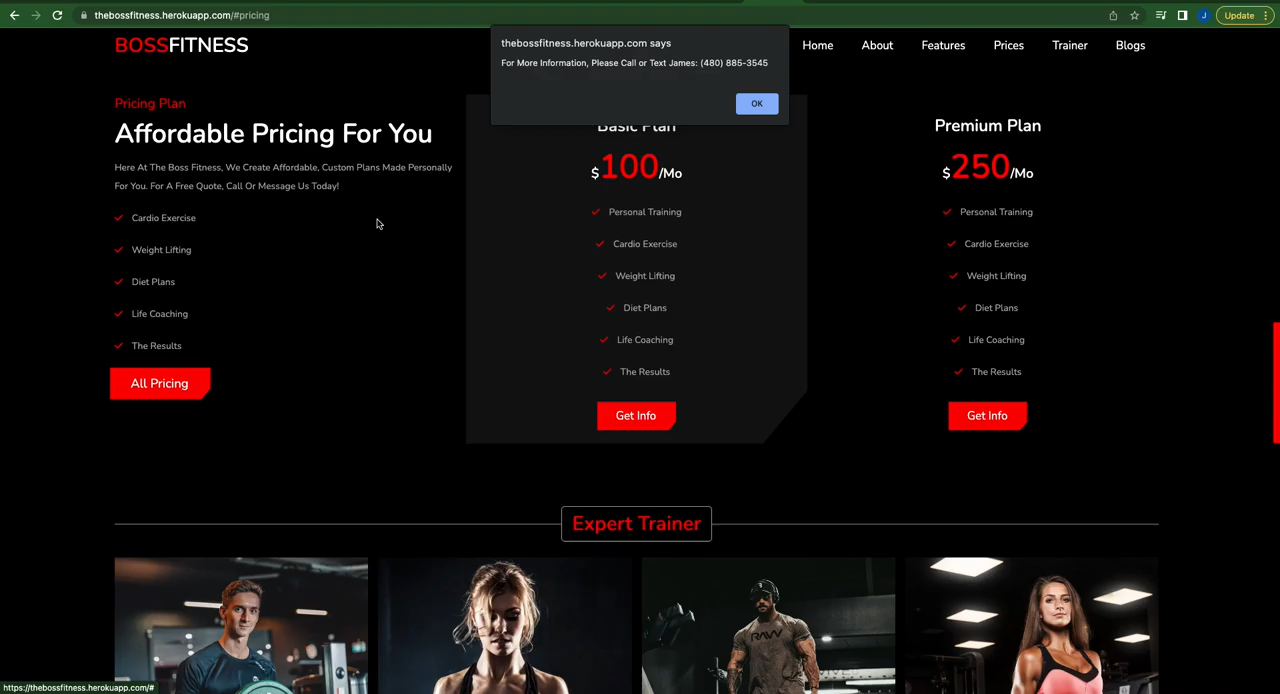 thebossfitness.herokuapp.com/#pricing
J
Update
BOSSFITNESS
thebossfitness.herokuapp.com says
For More Information, Please Call or Text James: (480) 885-3545
OK
Home
About
Features
Prices
Trainer
Blogs
Pricing Plan
Affordable Pricing For You
Here At The Boss Fitness, We Create Affordable, Custom Plans Made Personally
For You. For A Free Quote, Call Or Message Us Today!
Cardio Exercise
Weight Lifting
Diet Plans
Life Coaching
The Results
All Pricing
Basic Plan
$100/Mo
Personal Training
Cardio Exercise
Weight Lifting
Diet Plans
Life Coaching
The Results
Get Info
Premium Plan
$250/Mo
Personal Training
Cardio Exercise
Weight Lifting
Diet Plans
Life Coaching
The Results
Get Info
Expert Trainer
RAW
https://thebossfitness.herokuapp.com/#